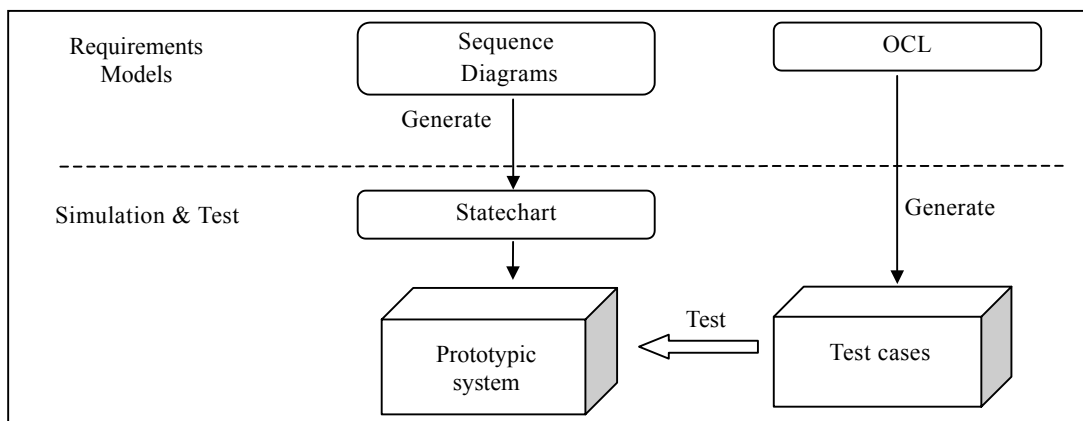 Requirements
Models
Sequence
Diagrams
OCL
Generate
Simulation & Test
Statechart
Generate
Prototypic
system
Test
Test cases